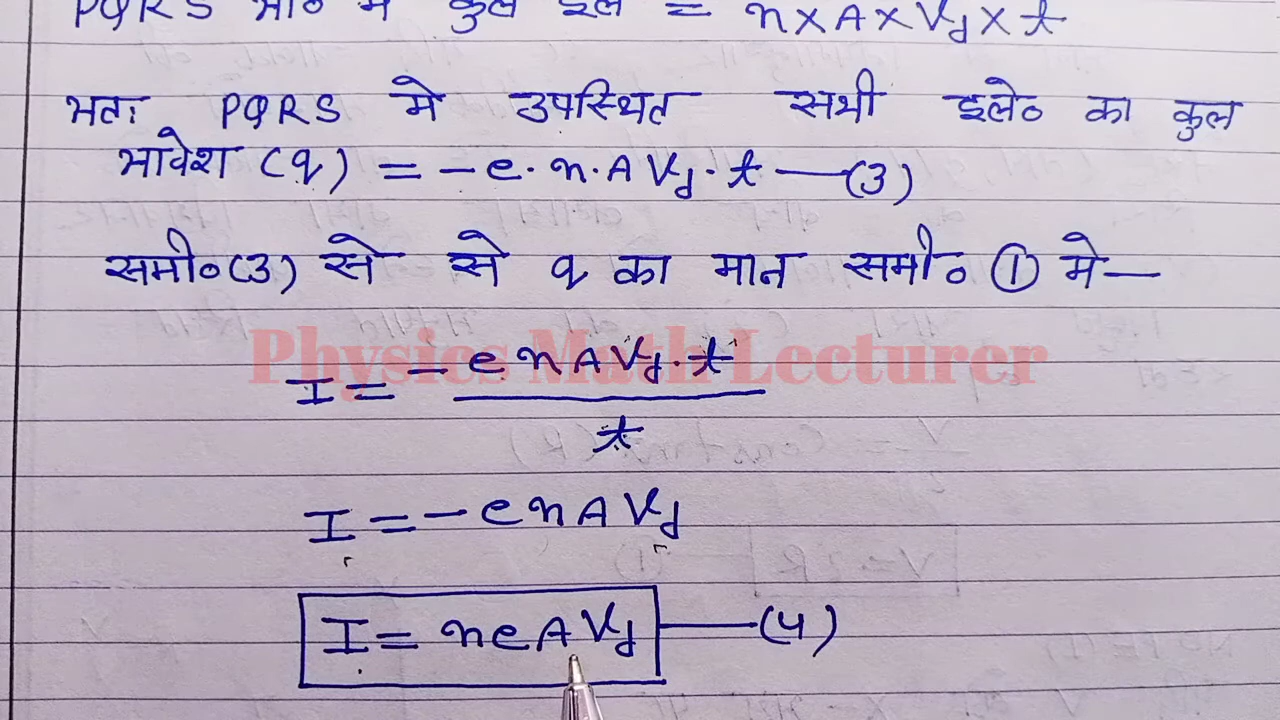 PQRS भाग में कुल इले = n×A×Vd×t
अतः PQRS मे उपस्थित सभी इले० का कुल
आवेश (q) = -e.n.A Vd.t —(3)
समी०(3) से से q का मान समी० ① मे—
Physics Math Lecturer
I = -e n A Vd.t
t
I = -e n A Vd
I = neA Vd —(4)